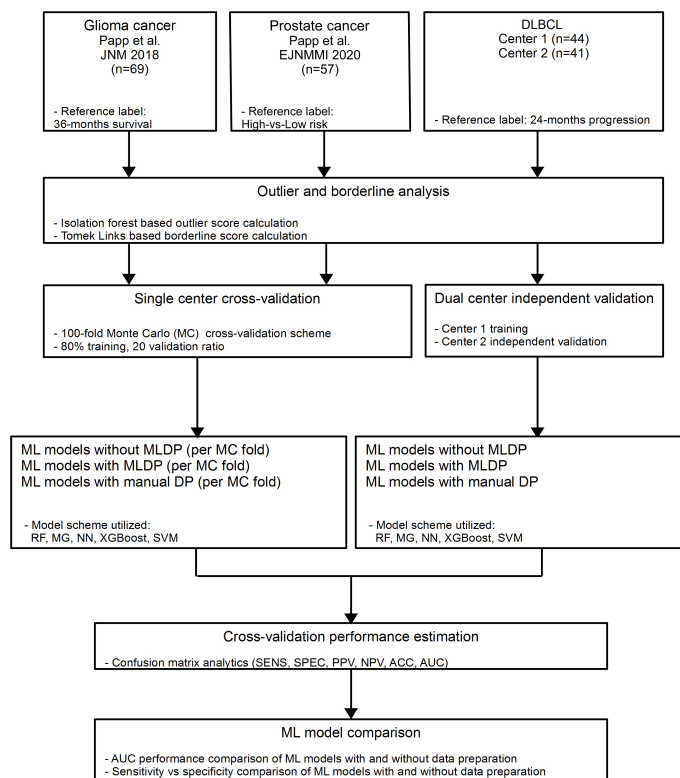 Glioma cancer
Papp et al.
JNM 2018
(n=69)
- Reference label:
36-months survival
Prostate cancer
Papp et al.
EJNMMI 2020
(n=57)
- Reference label:
High-vs-Low risk
DLBCL
Center 1 (n=44)
Center 2 (n=41)
- Reference label: 24-months progression
Outlier and borderline analysis
- Isolation forest based outlier score calculation
- Tomek Links based borderline score calculation
Single center cross-validation
- 100-fold Monte Carlo (MC) cross-validation scheme
- 80% training, 20 validation ratio
Dual center independent validation
- Center 1 training
- Center 2 independent validation
ML models without MLDP (per MC fold)
ML models with MLDP (per MC fold)
ML models with manual DP (per MC fold)
- Model scheme utilized:
RF, MG, NN, XGBoost, SVM
ML models without MLDP
ML models with MLDP
ML models with manual DP
- Model scheme utilized:
RF, MG, NN, XGBoost, SVM
Cross-validation performance estimation
- Confusion matrix analytics (SENS, SPEC, PPV, NPV, ACC, AUC)
ML model comparison
- AUC performance comparison of ML models with and without data preparation
- Sensitivity vs specificity comparison of ML models with and without data preparation